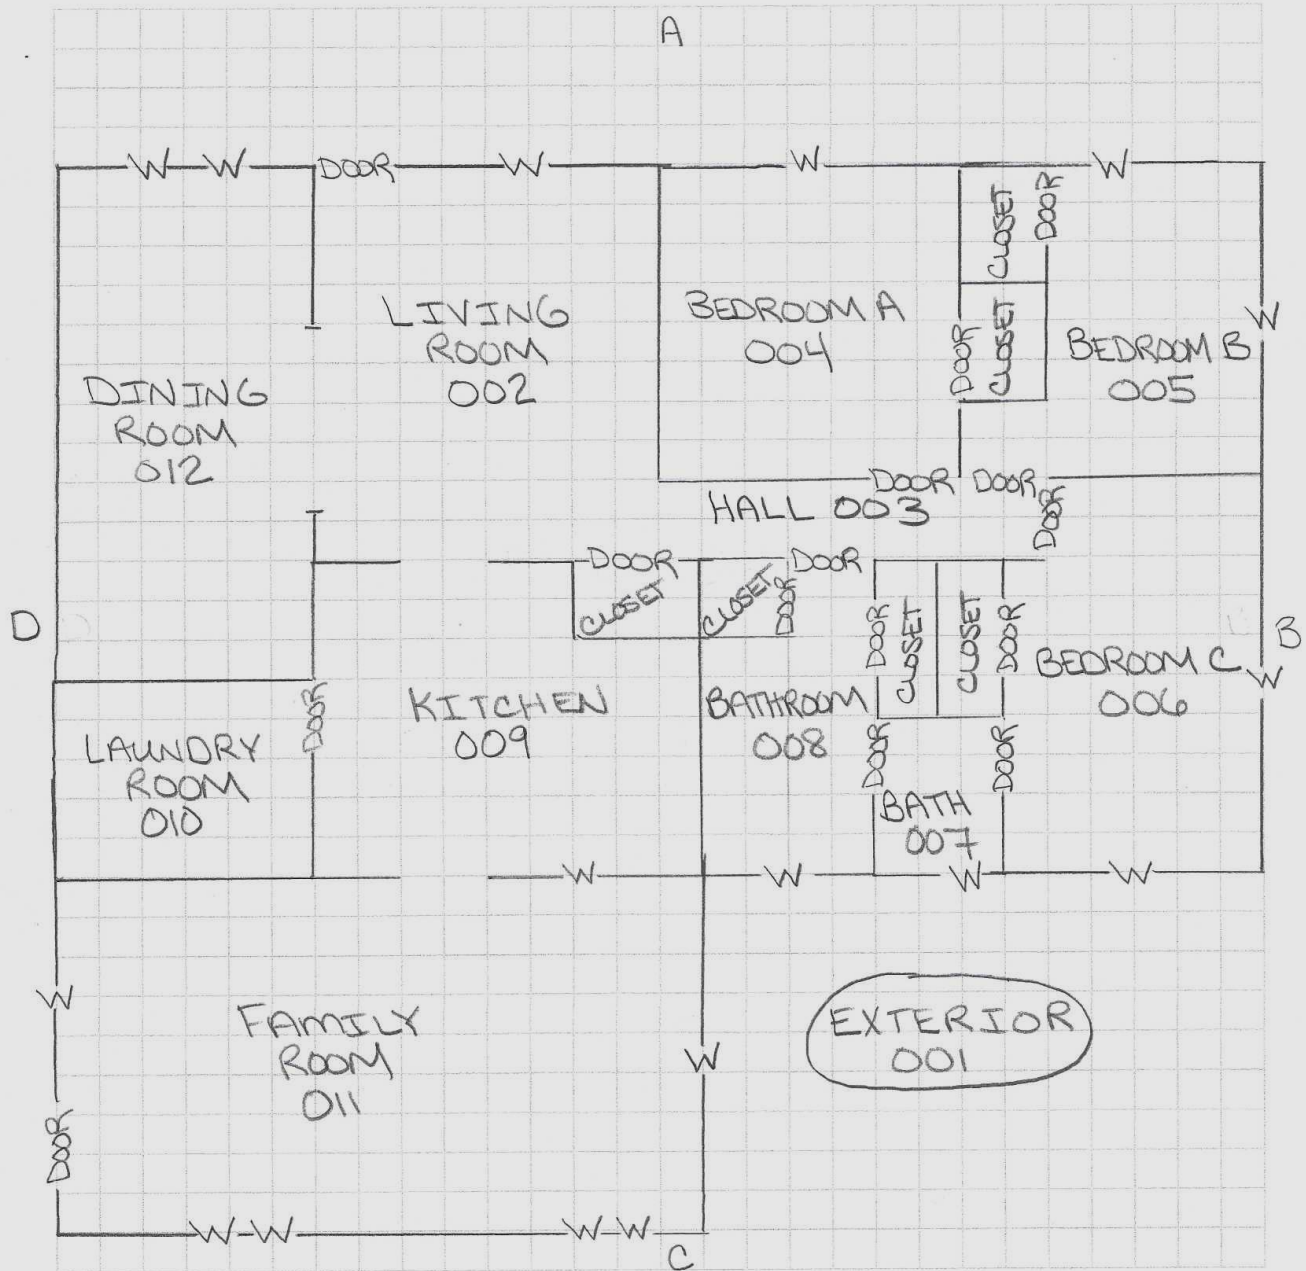 A
W W DOOR W W W
CLOSET
DOOR
LIVING
ROOM
002
BEDROOM A
004
DOOR
CLOSET
W
BEDROOM B
005
DINING
ROOM
012
DOOR DOOR
DOOR
HALL 003
DOOR
CLOSET
CLOSET
DOOR
DOOR
DOOR
CLOSET
CLOSET
DOOR
D
B
BEDROOM C
006
W
KITCHEN
009
BATHROOM
008
DOOR
LAUNDRY
ROOM
010
DOOR
DOOR
BATH
007
W W W W
W
FAMILY
ROOM
011
W
EXTERIOR
001
DOOR
W W W W
C